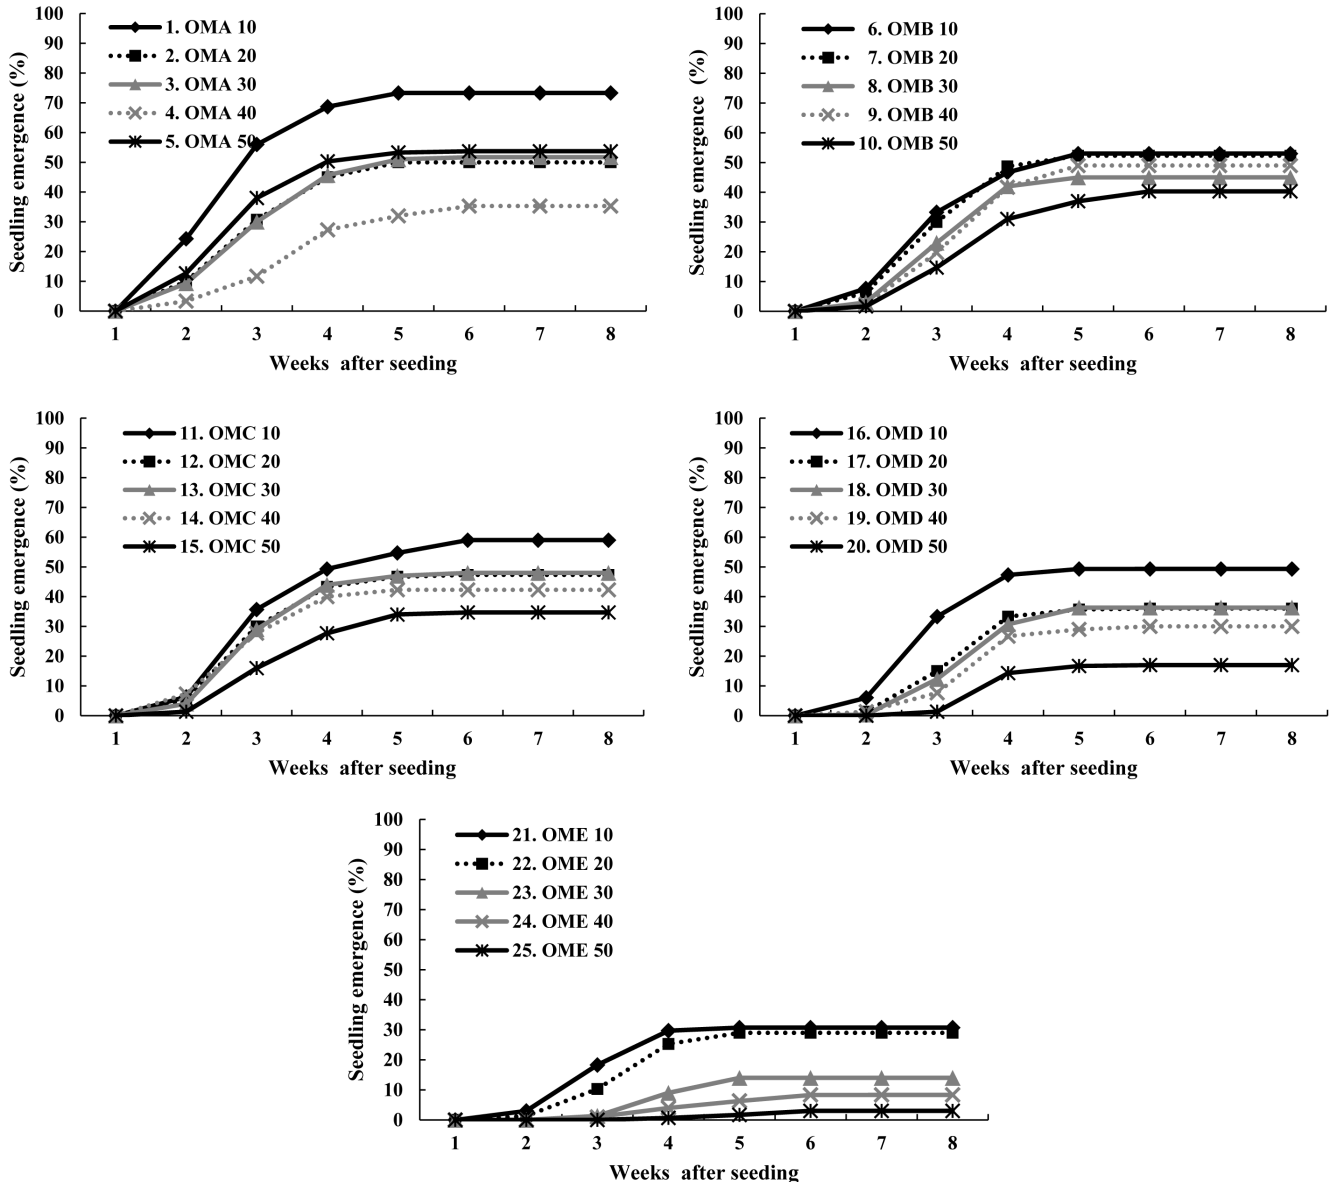 100
90
80
70
60
50
40
30
20
10
0
Seedling emergence (%)
1. OMA 10
2. OMA 20
3. OMA 30
4. OMA 40
5. OMA 50
1 2 3 4 5 6 7 8
Weeks after seeding
100
90
80
70
60
50
40
30
20
10
0
Seedling emergence (%)
6. OMB 10
7. OMB 20
8. OMB 30
9. OMB 40
10. OMB 50
1 2 3 4 5 6 7 8
Weeks after seeding
100
90
80
70
60
50
40
30
20
10
0
Seedling emergence (%)
11. OMC 10
12. OMC 20
13. OMC 30
14. OMC 40
15. OMC 50
1 2 3 4 5 6 7 8
Weeks after seeding
100
90
80
70
60
50
40
30
20
10
0
Seedling emergence (%)
16. OMD 10
17. OMD 20
18. OMD 30
19. OMD 40
20. OMD 50
1 2 3 4 5 6 7 8
Weeks after seeding
100
90
80
70
60
50
40
30
20
10
0
Seedling emergence (%)
21. OME 10
22. OME 20
23. OME 30
24. OME 40
25. OME 50
1 2 3 4 5 6 7 8
Weeks after seeding